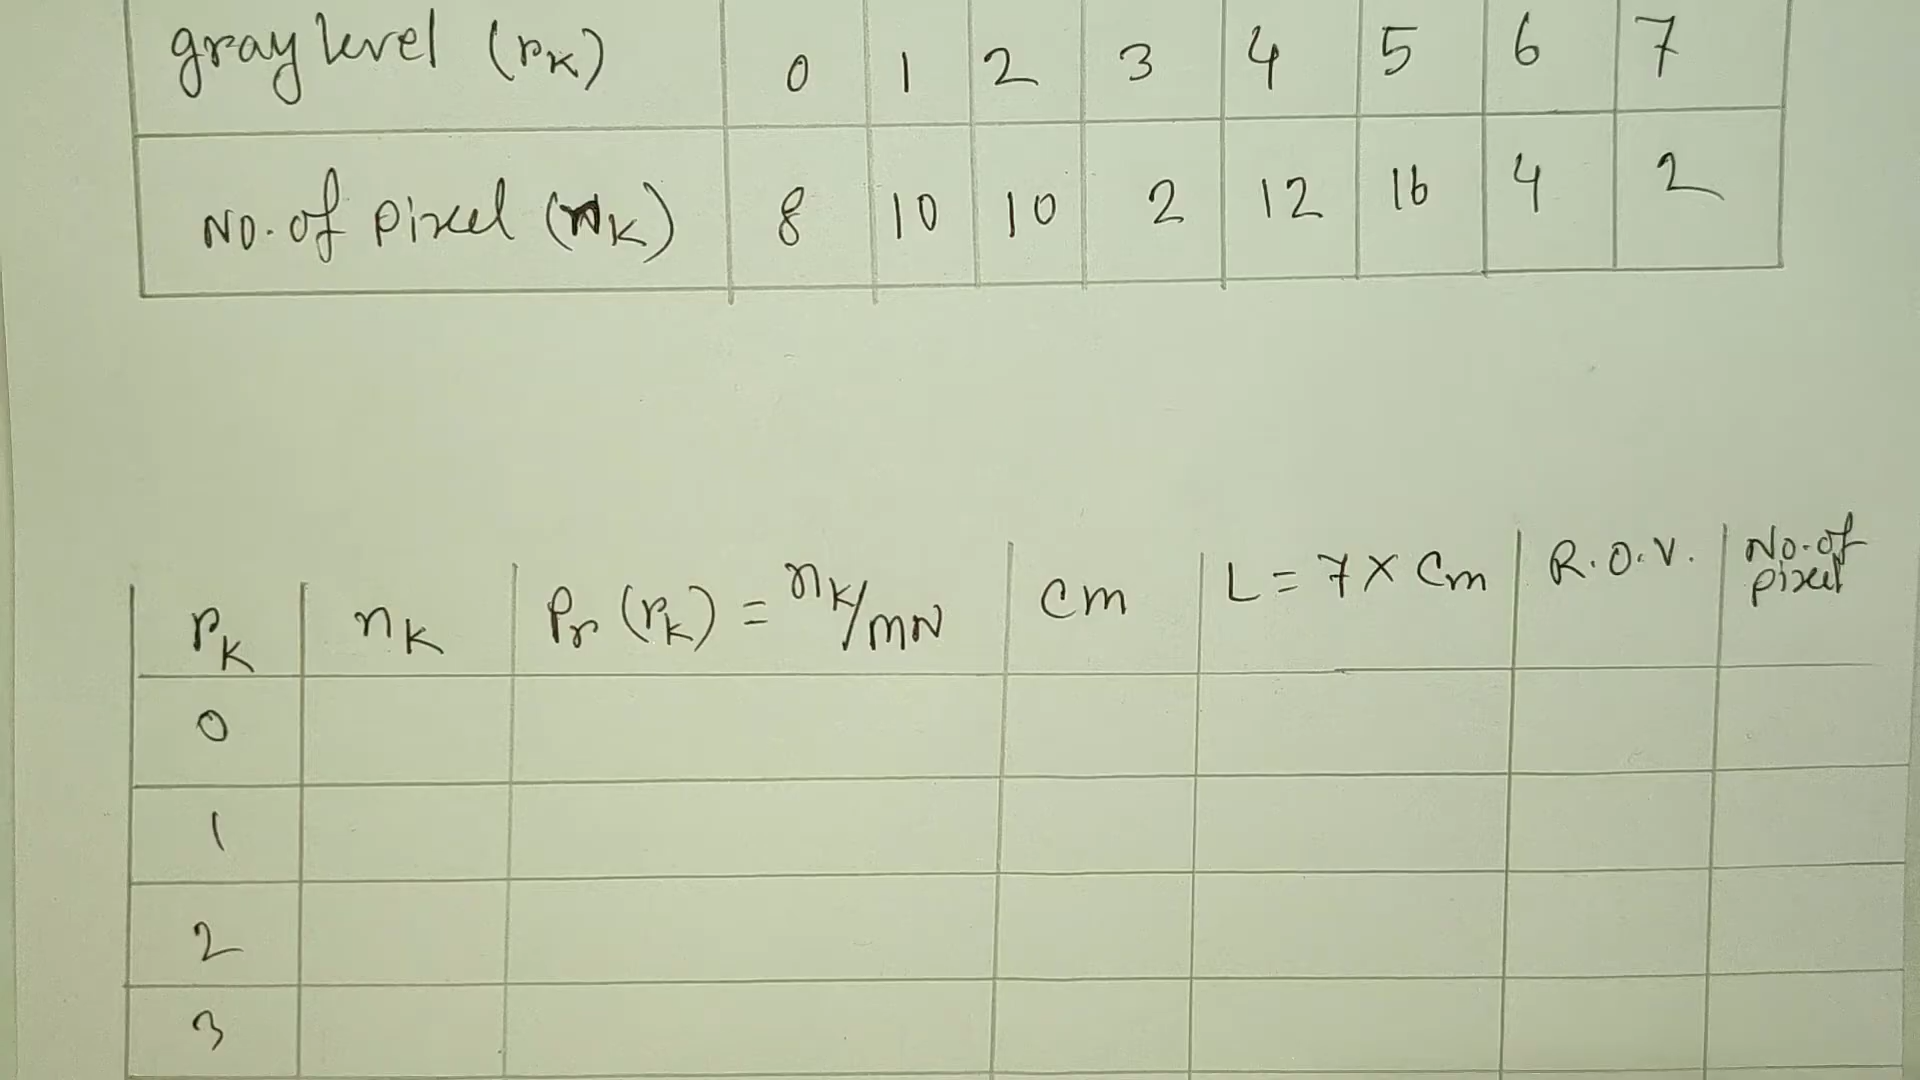 gray level (rk) 0 1 2 3 4 5 6 7
No. of pixel (nk) 8 10 10 2 12 16 4 2
rk nk Pr (rk) = nk/mN cm L = 7 × Cm R.O.V. No. of pixel
0
1
2
3